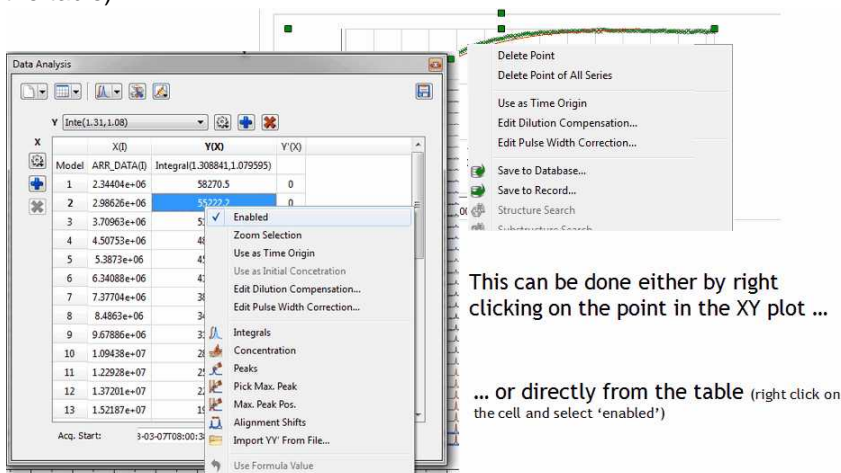 Data Analysis
Y Inte(1.31,1.08)
X
X(I) Y(X) Y'(X)
Model ARR_DATA(I) Integral(1.308841,1.079595)
1 2.34404e+06 58270.5 0
2 2.98626e+06 55222.2 0
3 3.70963e+06
4 4.50753e+06
5 5.3873e+06
6 6.34088e+06
7 7.37704e+06
8 8.4863e+06
9 9.67886e+06
10 1.09438e+07
11 1.22928e+07
12 1.37201e+07
13 1.52187e+07
Acq. Start:
Enabled
Zoom Selection
Use as Time Origin
Use as Initial Concetration
Edit Dilution Compensation...
Edit Pulse Width Correction...
Integrals
Concentration
Peaks
Pick Max. Peak
Max. Peak Pos.
Alignment Shifts
Import YY' From File...
Use Formula Value
Delete Point
Delete Point of All Series
Use as Time Origin
Edit Dilution Compensation...
Edit Pulse Width Correction...
Save to Database...
Save to Record...
Structure Search
This can be done either by right
clicking on the point in the XY plot ...
... or directly from the table (right click on
the cell and select ‘enabled’)